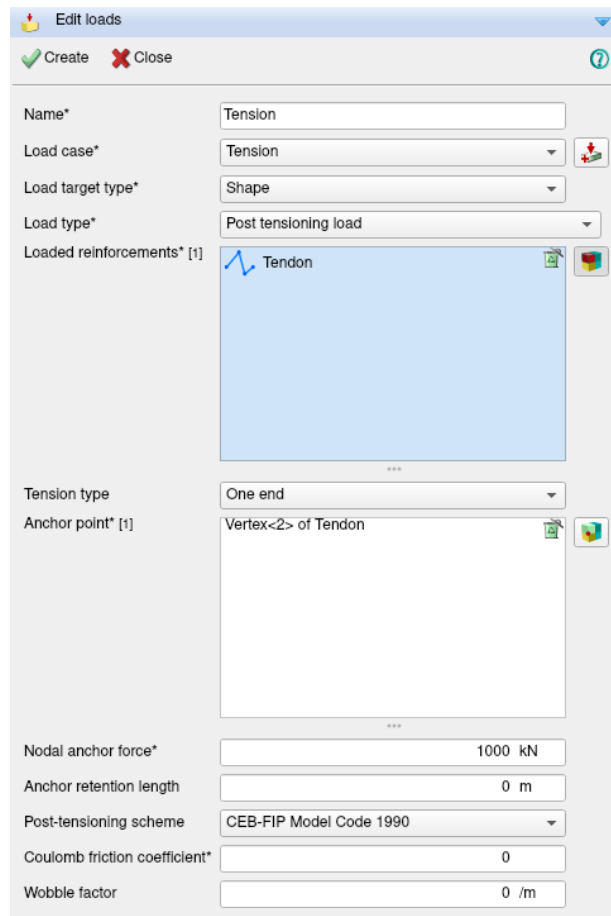 Edit loads
Create Close
Name* Tension
Load case* Tension
Load target type* Shape
Load type* Post tensioning load
Loaded reinforcements* [1] Tendon
Tension type One end
Anchor point* [1] Vertex<2> of Tendon
Nodal anchor force* 1000 kN
Anchor retention length 0 m
Post-tensioning scheme CEB-FIP Model Code 1990
Coulomb friction coefficient* 0
Wobble factor 0 /m